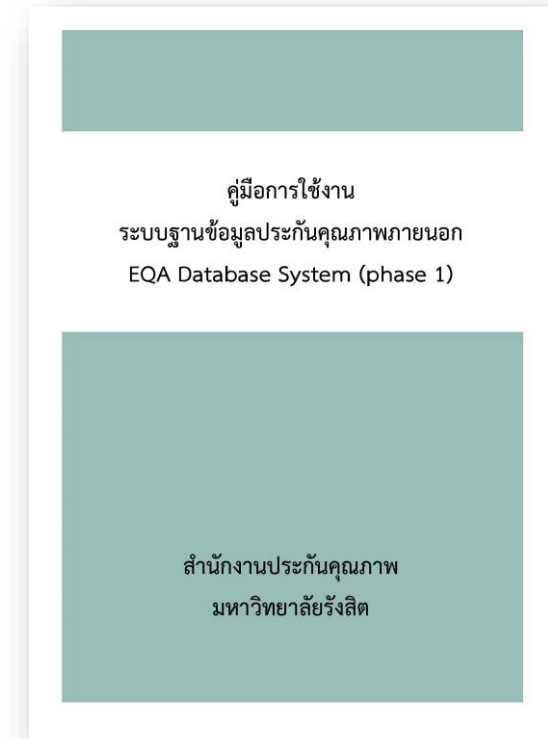 คู่มือการใช้งาน
ระบบฐานข้อมูลประกันคุณภาพภายนอก
EQA Database System (phase 1)
สำนักงานประกันคุณภาพ
มหาวิทยาลัยรังสิต